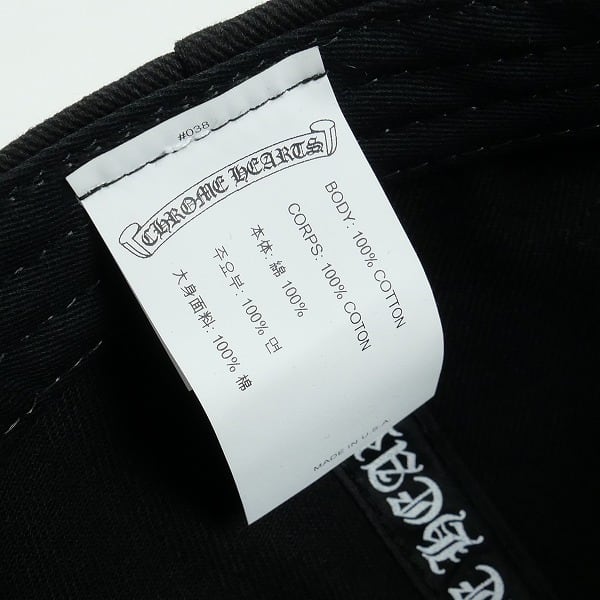 #038
CHROME HEARTS
BODY: 100% COTTON
CORPS: 100% COTON
本体: 綿 100%
주요부: 100% 면
大身面料: 100% 棉
MADE IN U.S.A